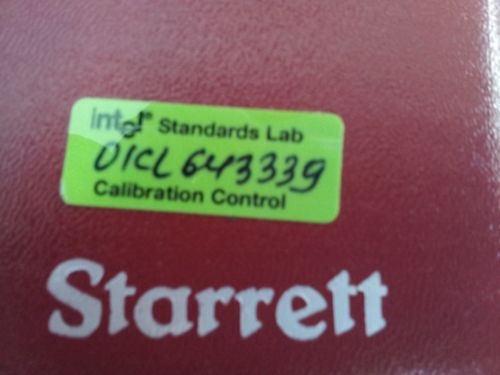 intel® Standards Lab
01CL643339
Calibration Control
Starrett